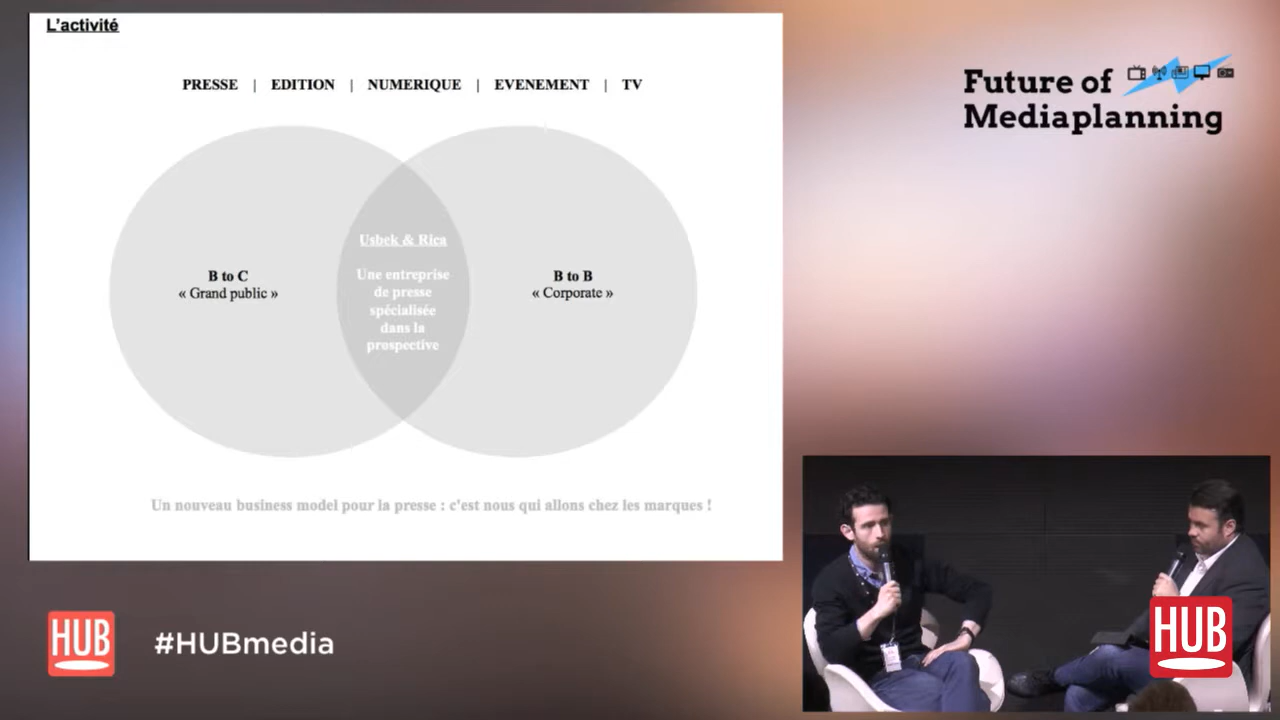 L'activité
PRESSE | EDITION | NUMERIQUE | EVENEMENT | TV
Future of
Mediaplanning
Usbek & Rica
Une entreprise
de presse
spécialisée
dans la
prospective
B to C
« Grand public »
B to B
« Corporate »
Un nouveau business model pour la presse : c'est nous qui allons chez les marques !
HUB
#HUBmedia
HUB